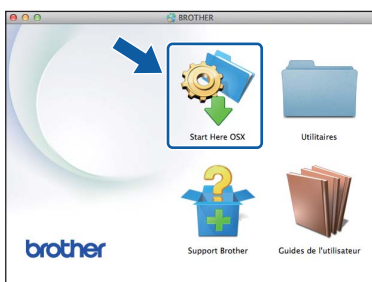 BROTHER
Start Here OSX
Utilitaires
Support Brother
Guides de l'utilisateur
brother